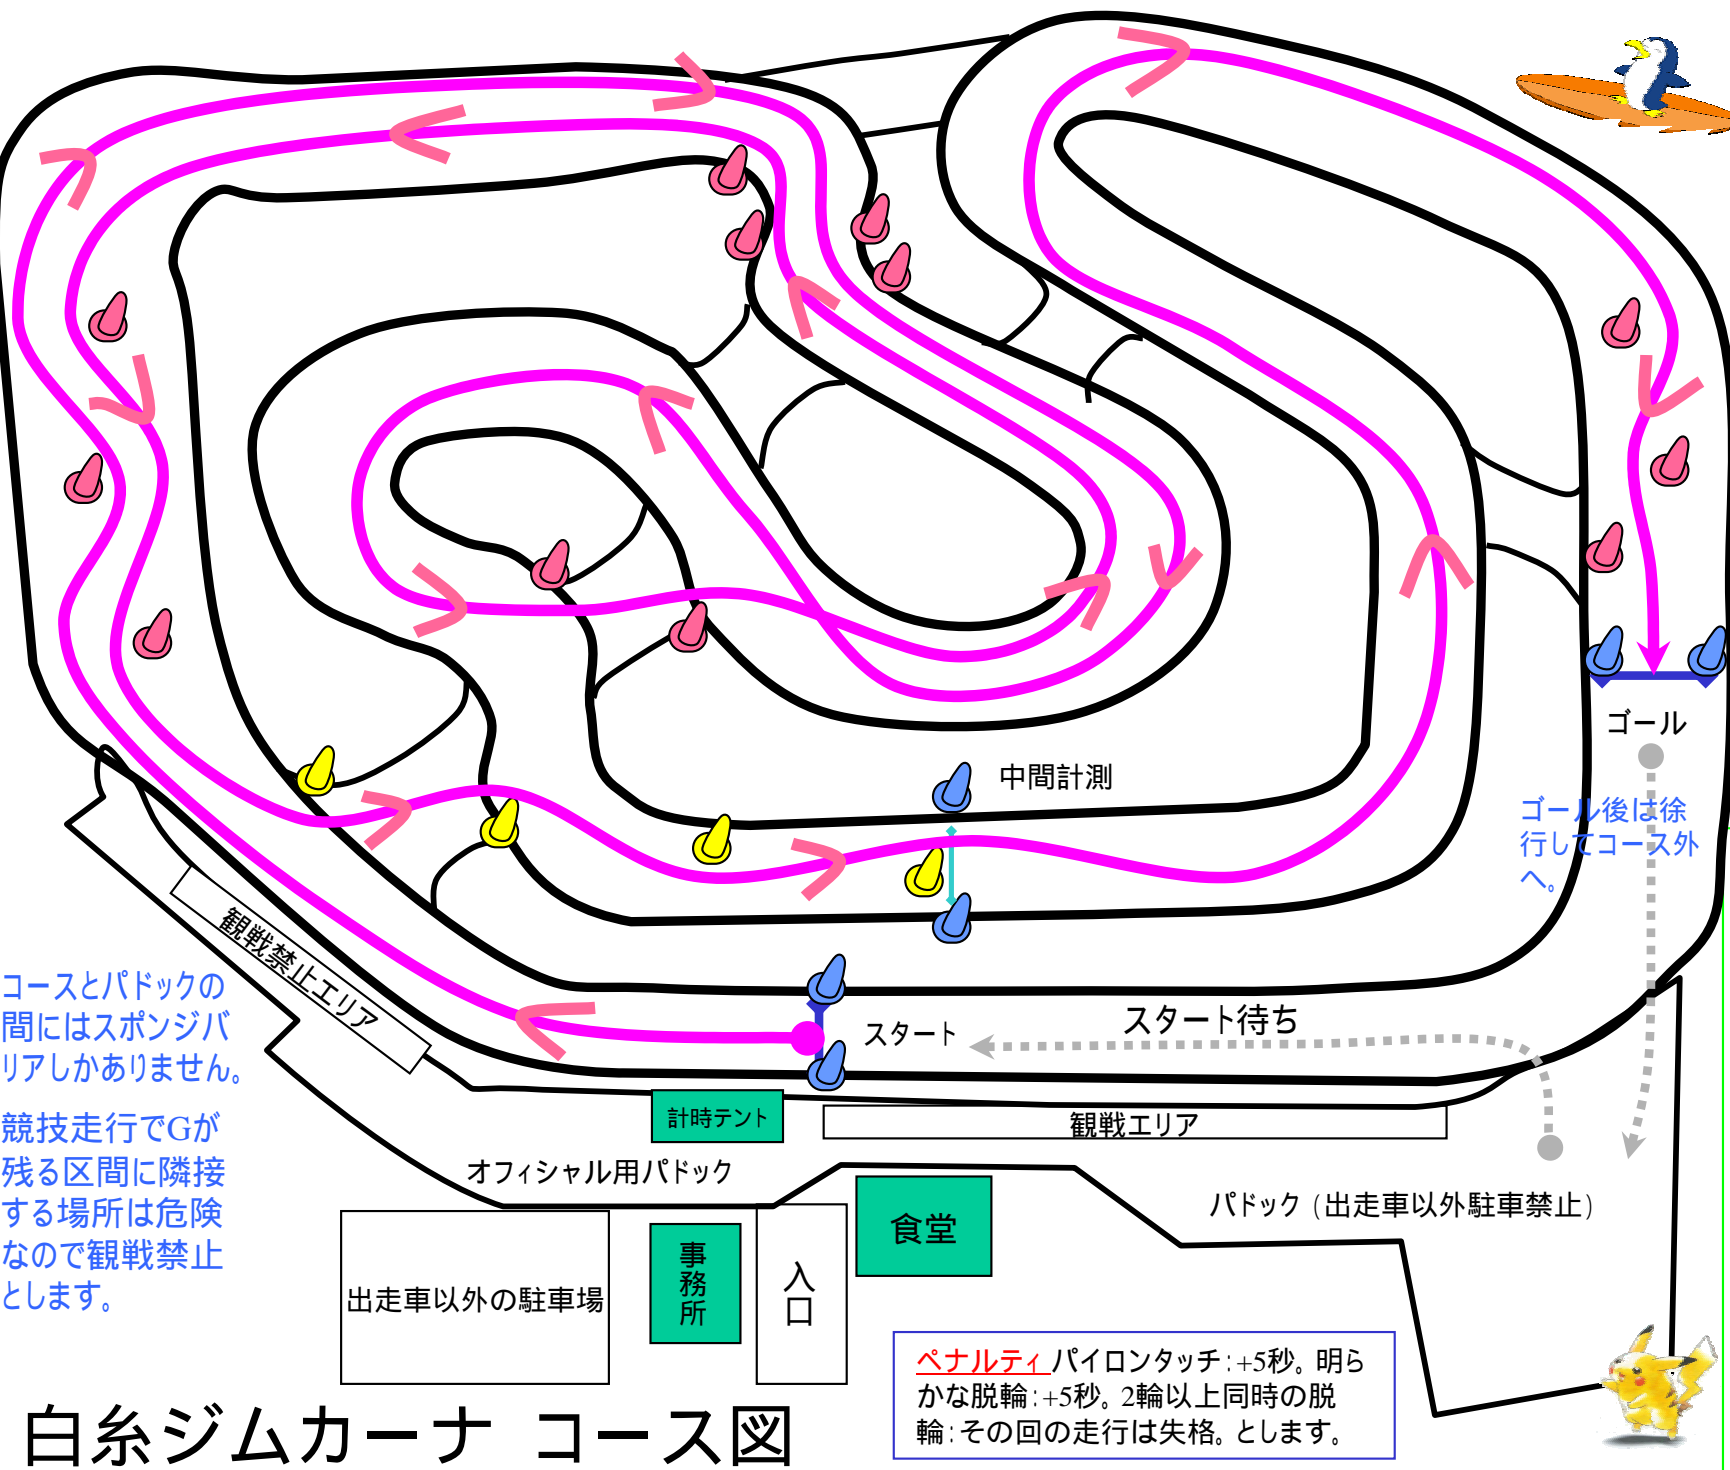 中間計測
ゴール
ゴール後は徐
行してコース外
へ。
観戦禁止エリア
コースとパドックの
間にはスポンジバ
リアしかありません。
競技走行でGが
残る区間に隣接
する場所は危険
なので観戦禁止
とします。
スタート
スタート待ち
計時テント
観戦エリア
オフィシャル用パドック
パドック（出走車以外駐車禁止）
食堂
事務所
入口
出走車以外の駐車場
ペナルティ パイロンタッチ：+5秒。明ら
かな脱輪：+5秒。2輪以上同時の脱
輪：その回の走行は失格。とします。
白糸ジムカーナ コース図